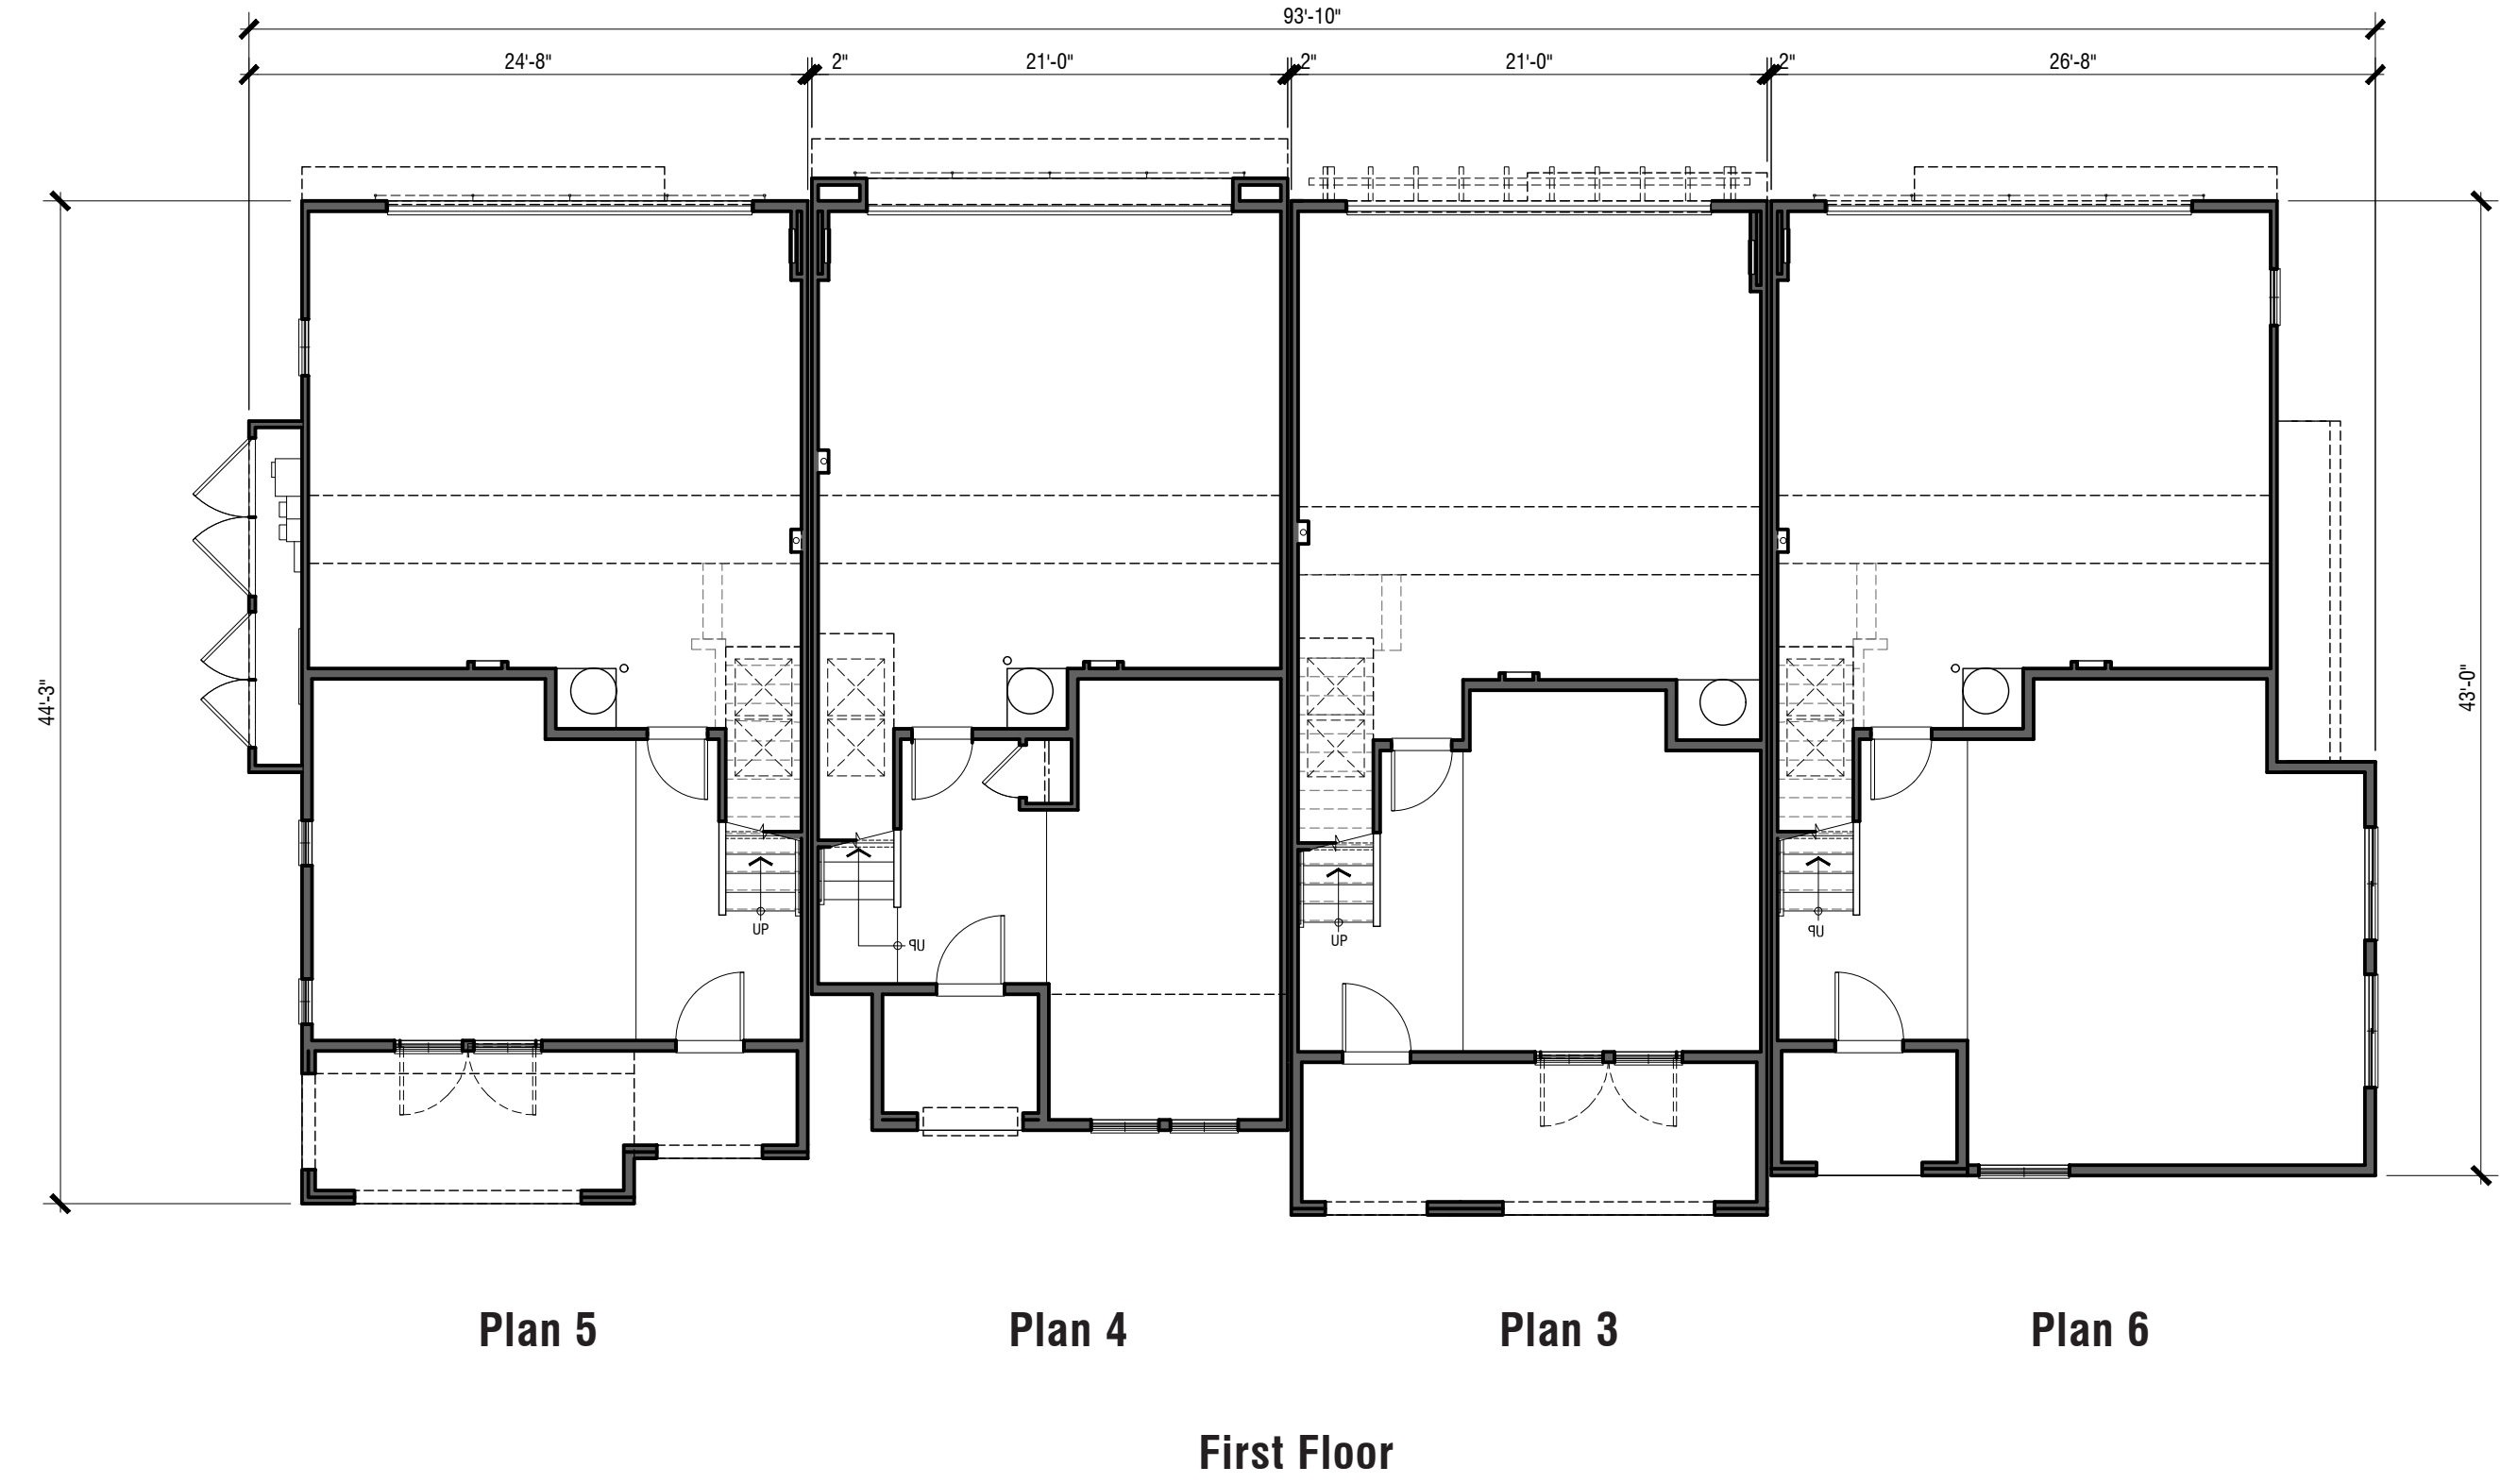 93'-10"
24'-8" 2" 21'-0" 2" 21'-0" 2" 26'-8"
44'-3"
43'-0"
UP
UP
UP
UP
Plan 5 Plan 4 Plan 3 Plan 6
First Floor